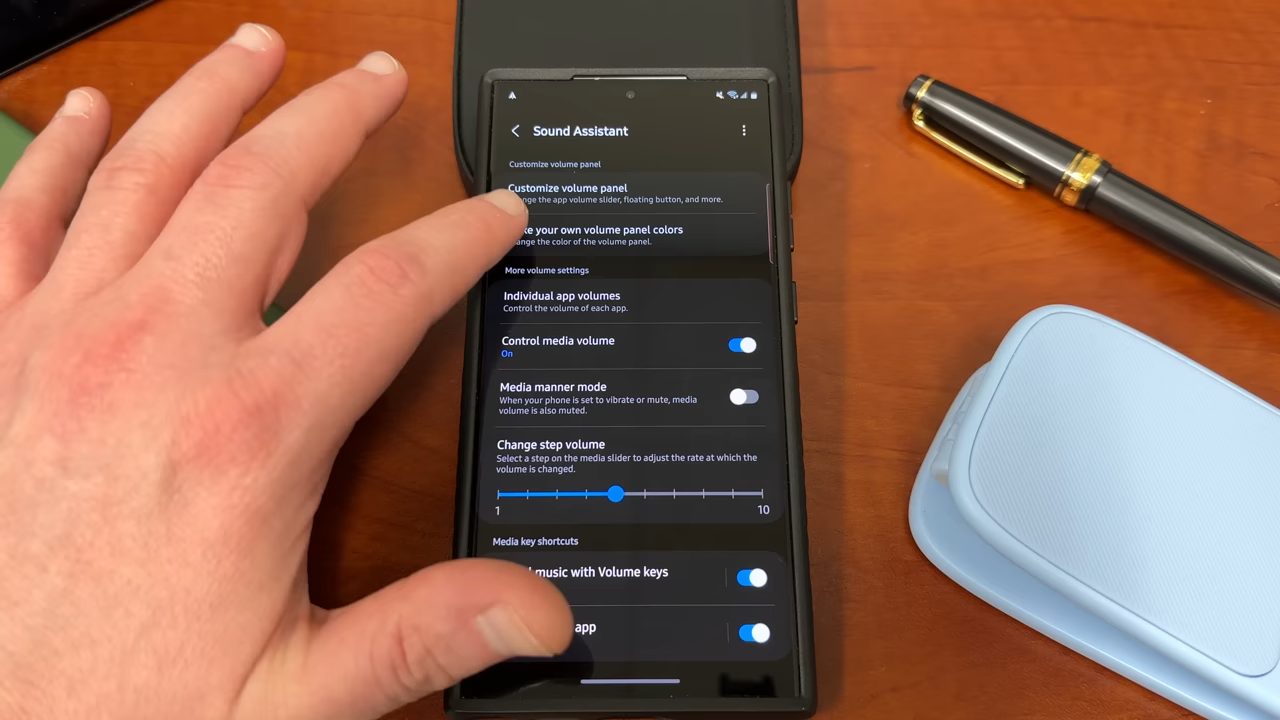 Sound Assistant
Customize volume panel
Customize volume panel
the app volume slider, floating button, and more.
your own volume panel colors
the color of the volume panel.
More volume settings
Individual app volumes
Control the volume of each app.
Control media volume
On
Media manner mode
When your phone is set to vibrate or mute, media
volume is also muted.
Change step volume
Select a step on the media slider to adjust the rate at which the
volume is changed.
1 10
Media key shortcuts
music with Volume keys
app